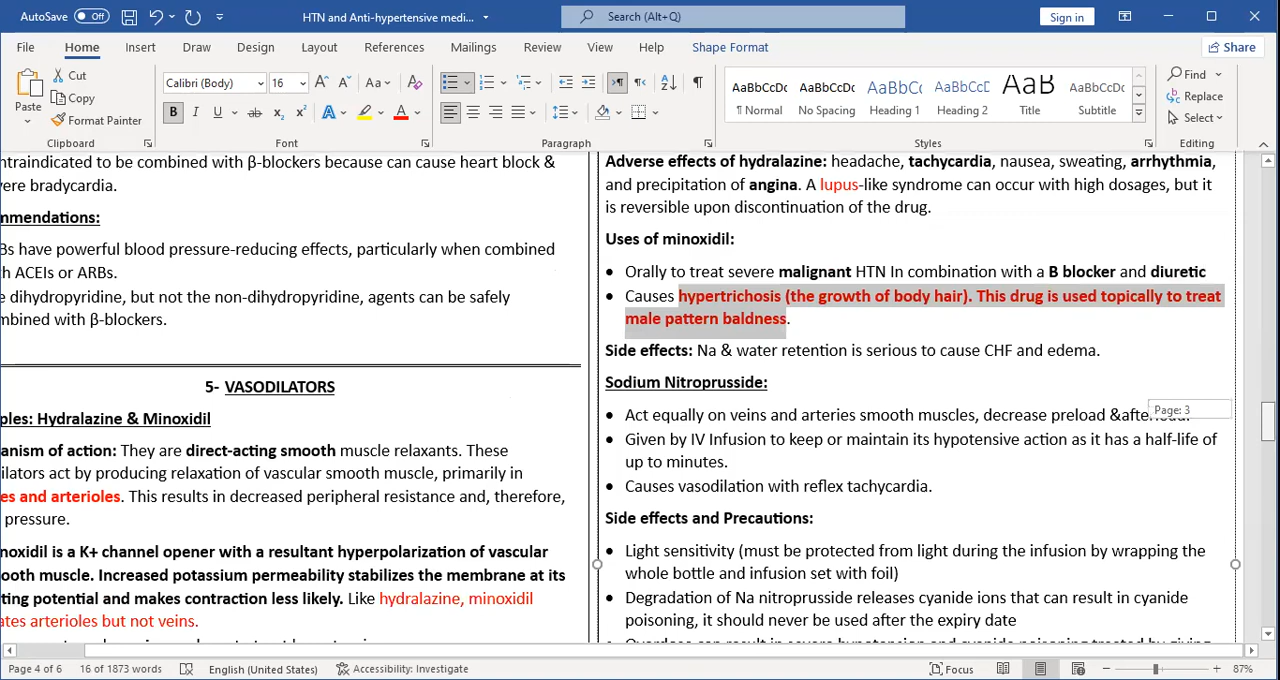 AutoSave Off HTN and Anti-hypertensive medi... Search (Alt+Q) Sign in
File Home Insert Draw Design Layout References Mailings Review View Help Shape Format Share
Paste Cut Copy Format Painter
Clipboard
Calibri (Body) 16
Font
Paragraph
AaBbCcDc AaBbCcDc AaBbCc AaBbCcD AaB AaBbCcDc
¶ Normal No Spacing Heading 1 Heading 2 Title Subtitle
Styles
Find Replace Select
Editing
ntraindicated to be combined with β-blockers because can cause heart block &
vere bradycardia.
mmendations:
Bs have powerful blood pressure-reducing effects, particularly when combined
h ACEIs or ARBs.
e dihydropyridine, but not the non-dihydropyridine, agents can be safely
mbined with β-blockers.
5- VASODILATORS
ples: Hydralazine & Minoxidil
anism of action: They are direct-acting smooth muscle relaxants. These
ilators act by producing relaxation of vascular smooth muscle, primarily in
es and arterioles. This results in decreased peripheral resistance and, therefore,
pressure.
noxidil is a K+ channel opener with a resultant hyperpolarization of vascular
ooth muscle. Increased potassium permeability stabilizes the membrane at its
ting potential and makes contraction less likely. Like hydralazine, minoxidil
ates arterioles but not veins.
Adverse effects of hydralazine: headache, tachycardia, nausea, sweating, arrhythmia,
and precipitation of angina. A lupus-like syndrome can occur with high dosages, but it
is reversible upon discontinuation of the drug.
Uses of minoxidil:
• Orally to treat severe malignant HTN In combination with a B blocker and diuretic
• Causes hypertrichosis (the growth of body hair). This drug is used topically to treat
male pattern baldness.
Side effects: Na & water retention is serious to cause CHF and edema.
Sodium Nitroprusside:
• Act equally on veins and arteries smooth muscles, decrease preload &afterload.
Page: 3
• Given by IV Infusion to keep or maintain its hypotensive action as it has a half-life of
up to minutes.
• Causes vasodilation with reflex tachycardia.
Side effects and Precautions:
• Light sensitivity (must be protected from light during the infusion by wrapping the
whole bottle and infusion set with foil)
• Degradation of Na nitroprusside releases cyanide ions that can result in cyanide
poisoning, it should never be used after the expiry date
• Overdose can result in severe hypotension and cyanide poisoning treated by giving
Page 4 of 6 16 of 1873 words English (United States) Accessibility: Investigate Focus 87%